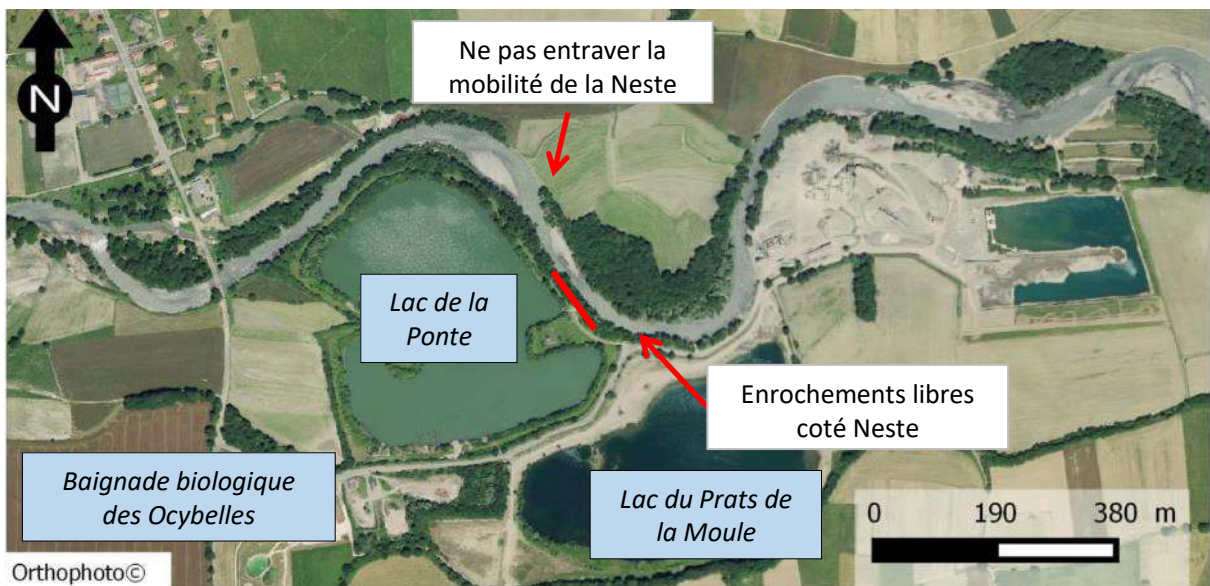 Ne pas entraver la
mobilité de la Neste
N
Lac de la
Ponte
Enrochements libres
coté Neste
Baignade biologique
des Ocybelles
Lac du Prats de
la Moule
0 190 380 m
Orthophoto©